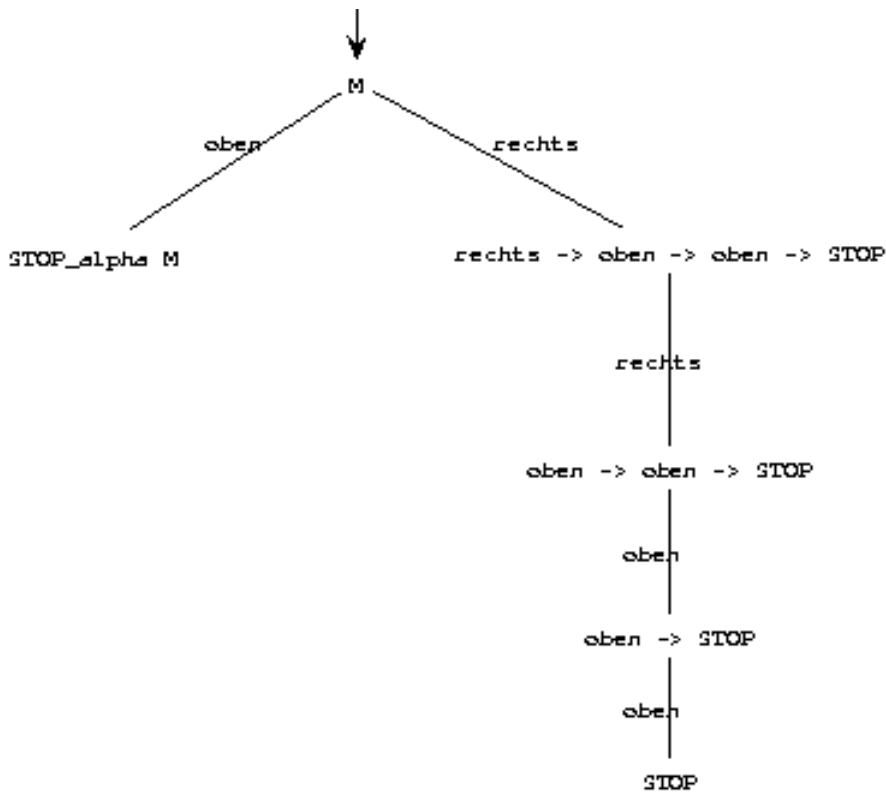 M
oben rechts
STOP_alpha M rechts -> oben -> oben -> STOP
rechts
oben -> oben -> STOP
oben
oben -> STOP
oben
STOP